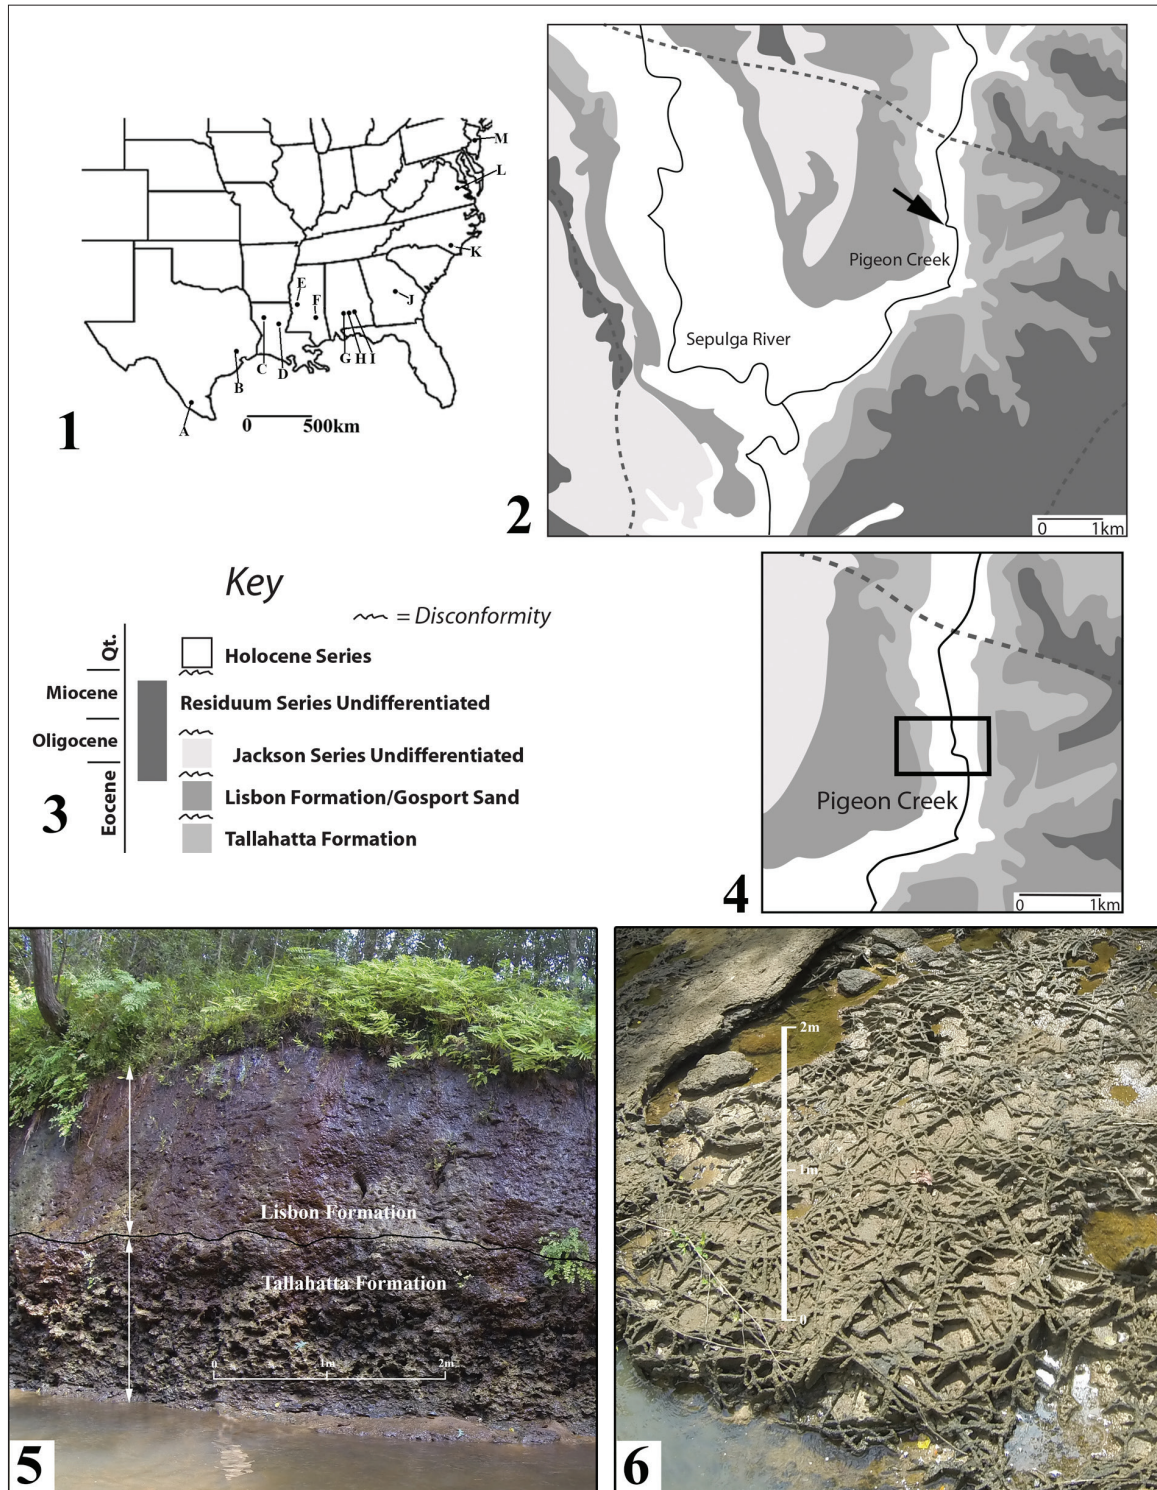 M
L
K
E
F
J
G H I
C
D
B
A
0 500km
1
Pigeon Creek
Sepulga River
0 1km
2
Key
= Disconformity
Qt.
Miocene
Oligocene
Eocene
Holocene Series
Residuum Series Undifferentiated
Jackson Series Undifferentiated
Lisbon Formation/Gosport Sand
Tallahatta Formation
3
Pigeon Creek
0 1km
4
Lisbon Formation
Tallahatta Formation
0 1m 2m
5
2m
1m
0
6